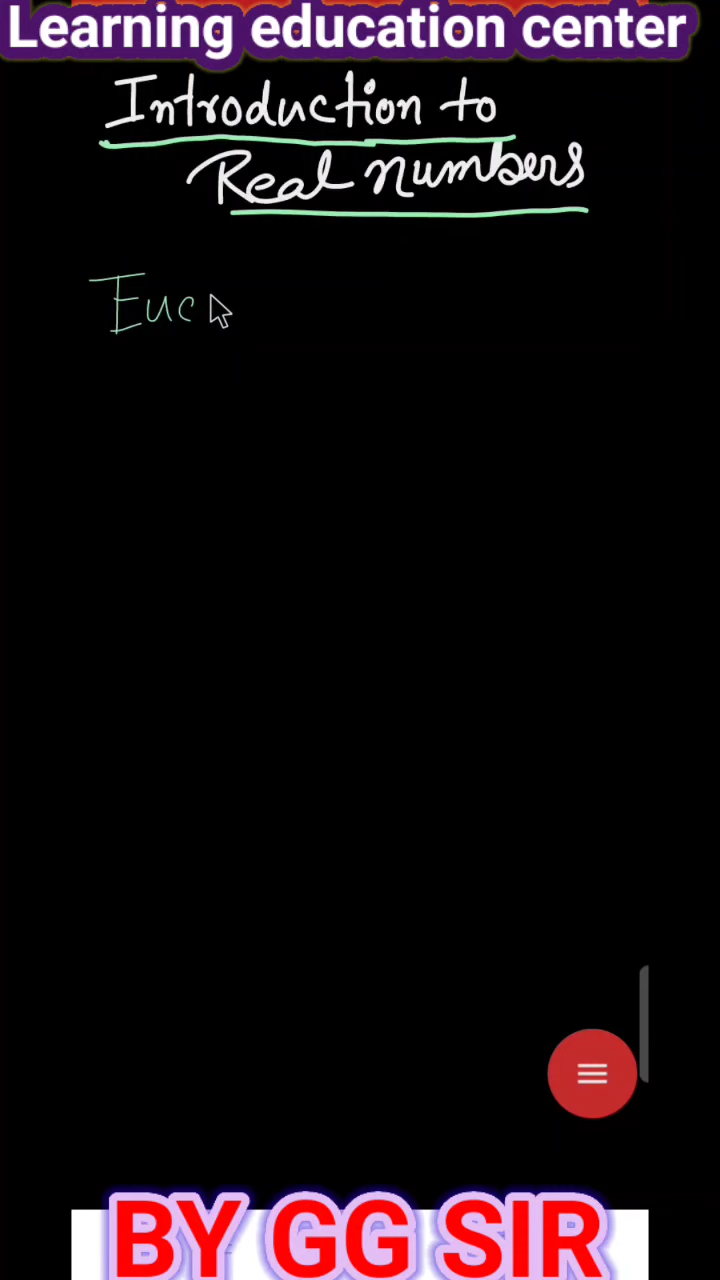 Learning education center
Introduction to
Real numbers
Euc
BY GG SIR